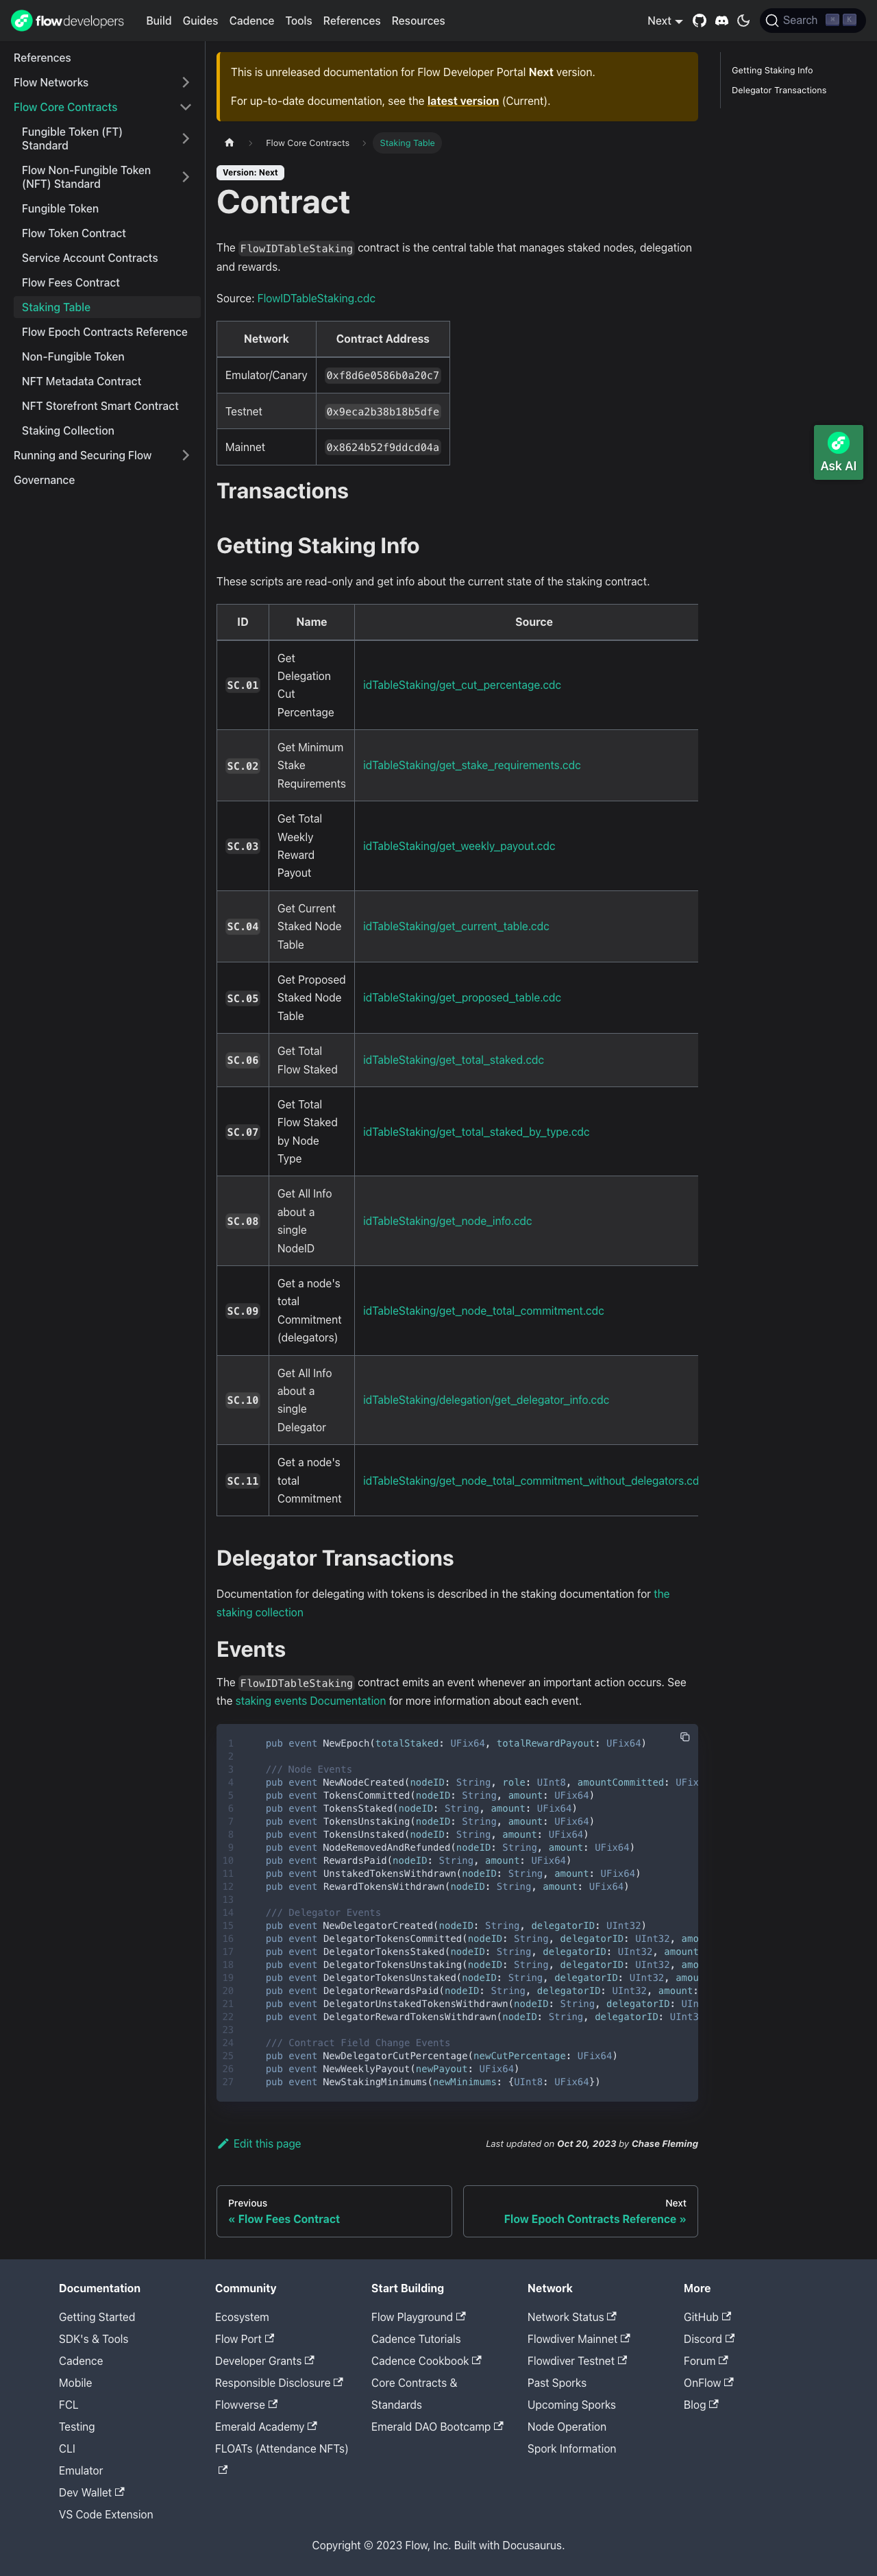 flowdevelopers
Build Guides Cadence Tools References Resources
Next
Search ⌘ K
References
Flow Networks
Flow Core Contracts
Fungible Token (FT)
Standard
Flow Non-Fungible Token
(NFT) Standard
Fungible Token
Flow Token Contract
Service Account Contracts
Flow Fees Contract
Staking Table
Flow Epoch Contracts Reference
Non-Fungible Token
NFT Metadata Contract
NFT Storefront Smart Contract
Staking Collection
Running and Securing Flow
Governance
This is unreleased documentation for Flow Developer Portal Next version.
For up-to-date documentation, see the latest version (Current).
Flow Core Contracts
Staking Table
Version: Next
Contract
The FlowIDTableStaking contract is the central table that manages staked nodes, delegation
and rewards.
Source: FlowIDTableStaking.cdc
Network Contract Address
Emulator/Canary 0xf8d6e0586b0a20c7
Testnet 0x9eca2b38b18b5dfe
Mainnet 0x8624b52f9ddcd04a
Transactions
Getting Staking Info
These scripts are read-only and get info about the current state of the staking contract.
ID Name Source
SC.01 Get Delegation Cut Percentage idTableStaking/get_cut_percentage.cdc
SC.02 Get Minimum Stake Requirements idTableStaking/get_stake_requirements.cdc
SC.03 Get Total Weekly Reward Payout idTableStaking/get_weekly_payout.cdc
SC.04 Get Current Staked Node Table idTableStaking/get_current_table.cdc
SC.05 Get Proposed Staked Node Table idTableStaking/get_proposed_table.cdc
SC.06 Get Total Flow Staked idTableStaking/get_total_staked.cdc
SC.07 Get Total Flow Staked by Node Type idTableStaking/get_total_staked_by_type.cdc
SC.08 Get All Info about a single NodeID idTableStaking/get_node_info.cdc
SC.09 Get a node's total Commitment (delegators) idTableStaking/get_node_total_commitment.cdc
SC.10 Get All Info about a single Delegator idTableStaking/delegation/get_delegator_info.cdc
SC.11 Get a node's total Commitment idTableStaking/get_node_total_commitment_without_delegators.cd
Delegator Transactions
Documentation for delegating with tokens is described in the staking documentation for the
staking collection
Events
The FlowIDTableStaking contract emits an event whenever an important action occurs. See
the staking events Documentation for more information about each event.
1 pub event NewEpoch(totalStaked: UFix64, totalRewardPayout: UFix64)
2
3 /// Node Events
4 pub event NewNodeCreated(nodeID: String, role: UInt8, amountCommitted: UFix
5 pub event TokensCommitted(nodeID: String, amount: UFix64)
6 pub event TokensStaked(nodeID: String, amount: UFix64)
7 pub event TokensUnstaking(nodeID: String, amount: UFix64)
8 pub event TokensUnstaked(nodeID: String, amount: UFix64)
9 pub event NodeRemovedAndRefunded(nodeID: String, amount: UFix64)
10 pub event RewardsPaid(nodeID: String, amount: UFix64)
11 pub event UnstakedTokensWithdrawn(nodeID: String, amount: UFix64)
12 pub event RewardTokensWithdrawn(nodeID: String, amount: UFix64)
13
14 /// Delegator Events
15 pub event NewDelegatorCreated(nodeID: String, delegatorID: UInt32)
16 pub event DelegatorTokensCommitted(nodeID: String, delegatorID: UInt32, amo
17 pub event DelegatorTokensStaked(nodeID: String, delegatorID: UInt32, amount
18 pub event DelegatorTokensUnstaking(nodeID: String, delegatorID: UInt32, amo
19 pub event DelegatorTokensUnstaked(nodeID: String, delegatorID: UInt32, amou
20 pub event DelegatorRewardsPaid(nodeID: String, delegatorID: UInt32, amount:
21 pub event DelegatorUnstakedTokensWithdrawn(nodeID: String, delegatorID: UIn
22 pub event DelegatorRewardTokensWithdrawn(nodeID: String, delegatorID: UInt3
23
24 /// Contract Field Change Events
25 pub event NewDelegatorCutPercentage(newCutPercentage: UFix64)
26 pub event NewWeeklyPayout(newPayout: UFix64)
27 pub event NewStakingMinimums(newMinimums: {UInt8: UFix64})
Edit this page
Last updated on Oct 20, 2023 by Chase Fleming
Previous
« Flow Fees Contract
Next
Flow Epoch Contracts Reference »
Getting Staking Info
Delegator Transactions
Ask AI
Documentation
Getting Started
SDK's & Tools
Cadence
Mobile
FCL
Testing
CLI
Emulator
Dev Wallet
VS Code Extension
Community
Ecosystem
Flow Port
Developer Grants
Responsible Disclosure
Flowverse
Emerald Academy
FLOATs (Attendance NFTs)
Start Building
Flow Playground
Cadence Tutorials
Cadence Cookbook
Core Contracts &
Standards
Emerald DAO Bootcamp
Network
Network Status
Flowdiver Mainnet
Flowdiver Testnet
Past Sporks
Upcoming Sporks
Node Operation
Spork Information
More
GitHub
Discord
Forum
OnFlow
Blog
Copyright © 2023 Flow, Inc. Built with Docusaurus.